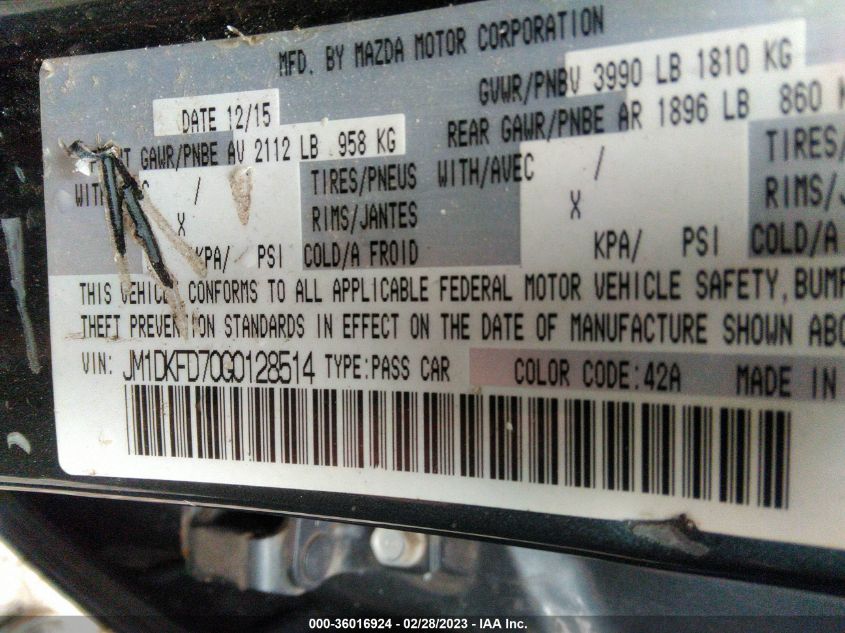 MFD. BY MAZDA MOTOR CORPORATION
DATE 12/15 GVWR/PNBV 3990 LB 1810 KG
GAWR/PNBE AV 2112 LB 958 KG REAR GAWR/PNBE AR 1896 LB 860
/ TIRES/PNEUS WITH/AVEC / TIRES/
X RIMS/JANTES X RIMS/
KPA/ PSI COLD/A FROID KPA/ PSI COLD/A
THIS VEHICLE CONFORMS TO ALL APPLICABLE FEDERAL MOTOR VEHICLE SAFETY, BUMP
THEFT PREVENTION STANDARDS IN EFFECT ON THE DATE OF MANUFACTURE SHOWN ABO
VIN: JM1DKFD70G0128514 TYPE:PASS CAR COLOR CODE:42A MADE IN
000-36016924 - 02/28/2023 - IAA Inc.